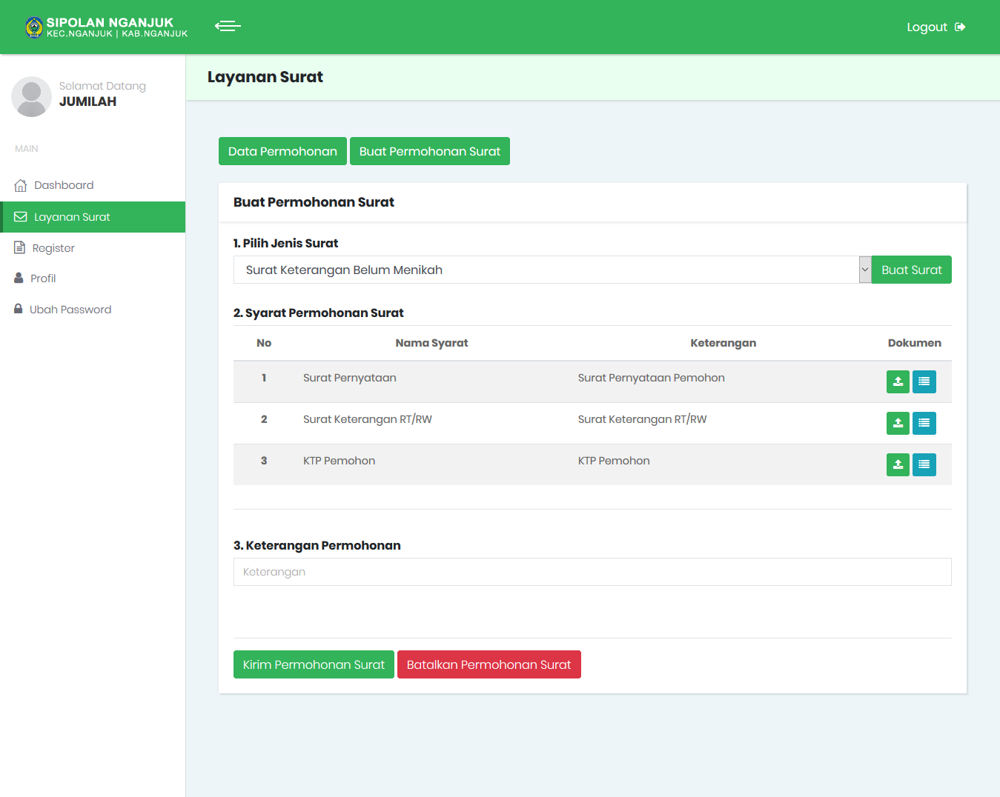 SIPOLAN NGANJUK
KEC.NGANJUK | KAB.NGANJUK
Logout
Selamat Datang
JUMILAH
MAIN
Dashboard
Layanan Surat
Register
Profil
Ubah Password
Layanan Surat
Data Permohonan
Buat Permohonan Surat
Buat Permohonan Surat
1. Pilih Jenis Surat
Surat Keterangan Belum Menikah
Buat Surat
2. Syarat Permohonan Surat
No Nama Syarat Keterangan Dokumen
1 Surat Pernyataan Surat Pernyataan Pemohon
2 Surat Keterangan RT/RW Surat Keterangan RT/RW
3 KTP Pemohon KTP Pemohon
3. Keterangan Permohonan
Keterangan
Kirim Permohonan Surat
Batalkan Permohonan Surat